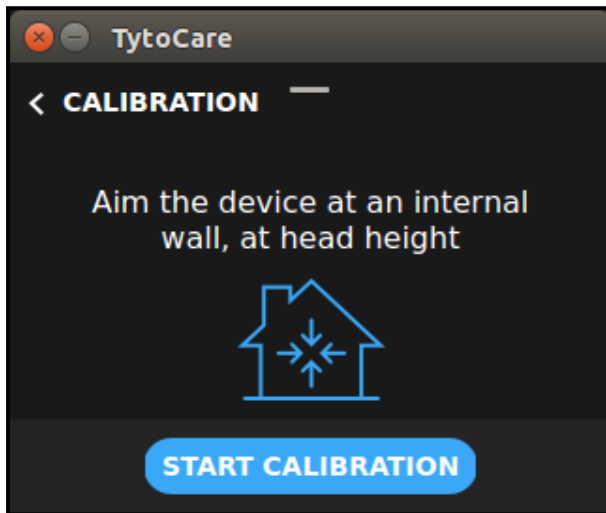 TytoCare
CALIBRATION
Aim the device at an internal
wall, at head height
START CALIBRATION